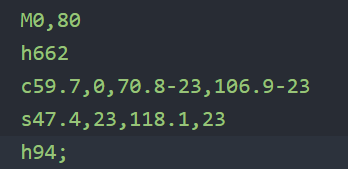 M0,80
h662
c59.7,0,70.8-23,106.9-23
s47.4,23,118.1,23
h94;